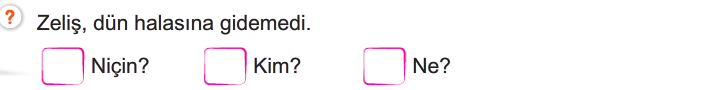 ? Zeliş, dün halasına gidemedi.
Niçin? Kim? Ne?